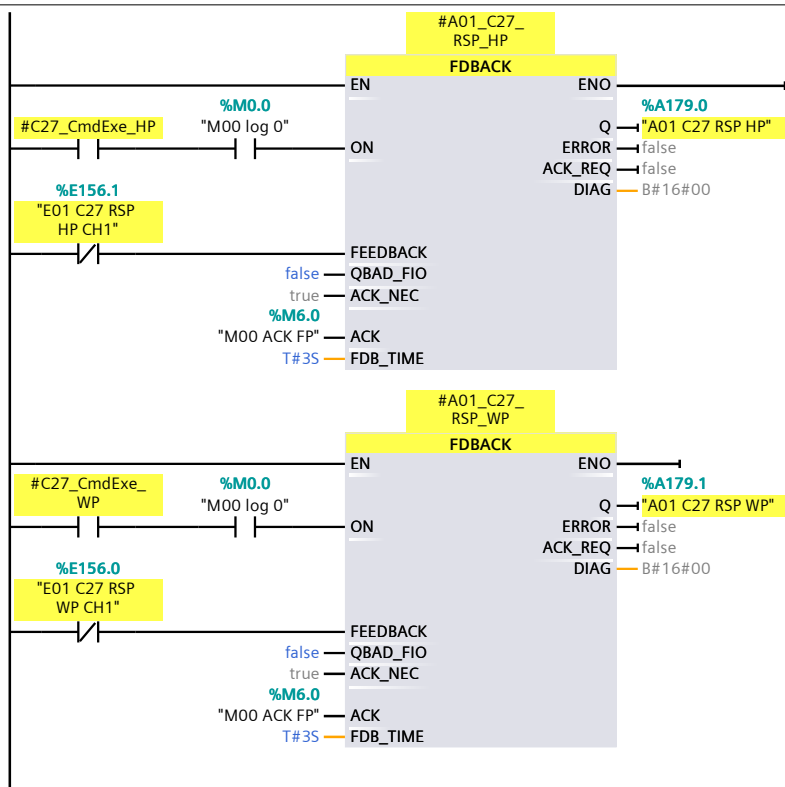 #A01_C27_
RSP_HP
FDBACK
EN ENO
%M0.0 %A179.0
#C27_CmdExe_HP "M00 log 0" Q "A01 C27 RSP HP"
ON ERROR false
ACK_REQ false
%E156.1 DIAG B#16#00
"E01 C27 RSP
HP CH1"
FEEDBACK
false QBAD_FIO
true ACK_NEC
%M6.0
"M00 ACK FP" ACK
T#3S FDB_TIME
#A01_C27_
RSP_WP
FDBACK
EN ENO
#C27_CmdExe_ %M0.0 %A179.1
WP "M00 log 0" Q "A01 C27 RSP WP"
ON ERROR false
ACK_REQ false
%E156.0 DIAG B#16#00
"E01 C27 RSP
WP CH1"
FEEDBACK
false QBAD_FIO
true ACK_NEC
%M6.0
"M00 ACK FP" ACK
T#3S FDB_TIME